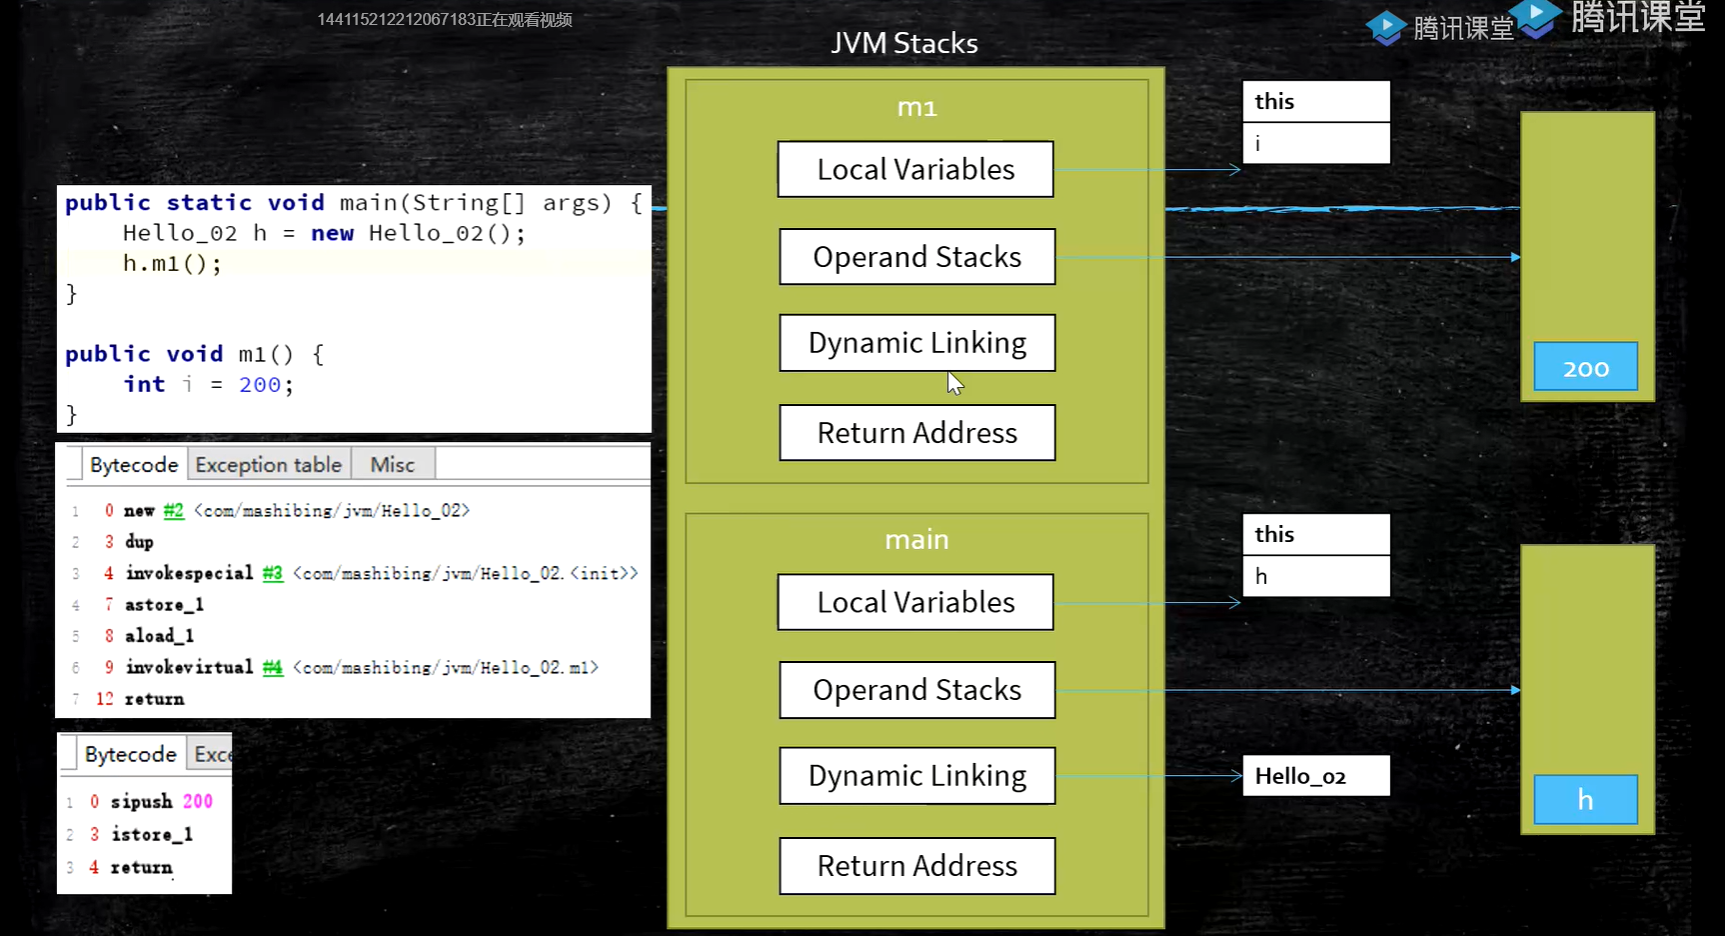 144115212212067183正在观看视频
腾讯课堂
腾讯课堂
JVM Stacks
public static void main(String[] args) {
Hello_02 h = new Hello_02();
h.m1();
}
public void m1() {
int i = 200;
}
Bytecode Exception table Misc
1 0 new #2 <com/mashibing/jvm/Hello_02>
2 3 dup
3 4 invokespecial #3 <com/mashibing/jvm/Hello_02.<init>>
4 7 astore_1
5 8 aload_1
6 9 invokevirtual #4 <com/mashibing/jvm/Hello_02.m1>
7 12 return
Bytecode Exce
1 0 sipush 200
2 3 istore_1
3 4 return
m1
Local Variables
Operand Stacks
Dynamic Linking
Return Address
this
i
200
main
Local Variables
Operand Stacks
Dynamic Linking
Return Address
this
h
Hello_02
h